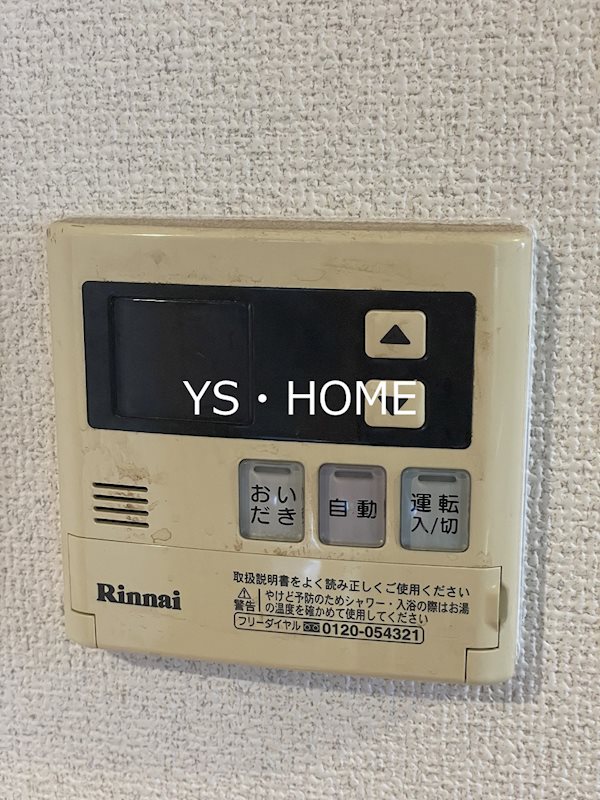 YS・HOME
おい
だき
自動
運転
入/切
Rinnai
取扱説明書をよく読み正しくご使用ください
警告
やけど予防のためシャワー・入浴の際はお湯
の温度を確かめて使用してください
フリーダイヤル 0120-054321